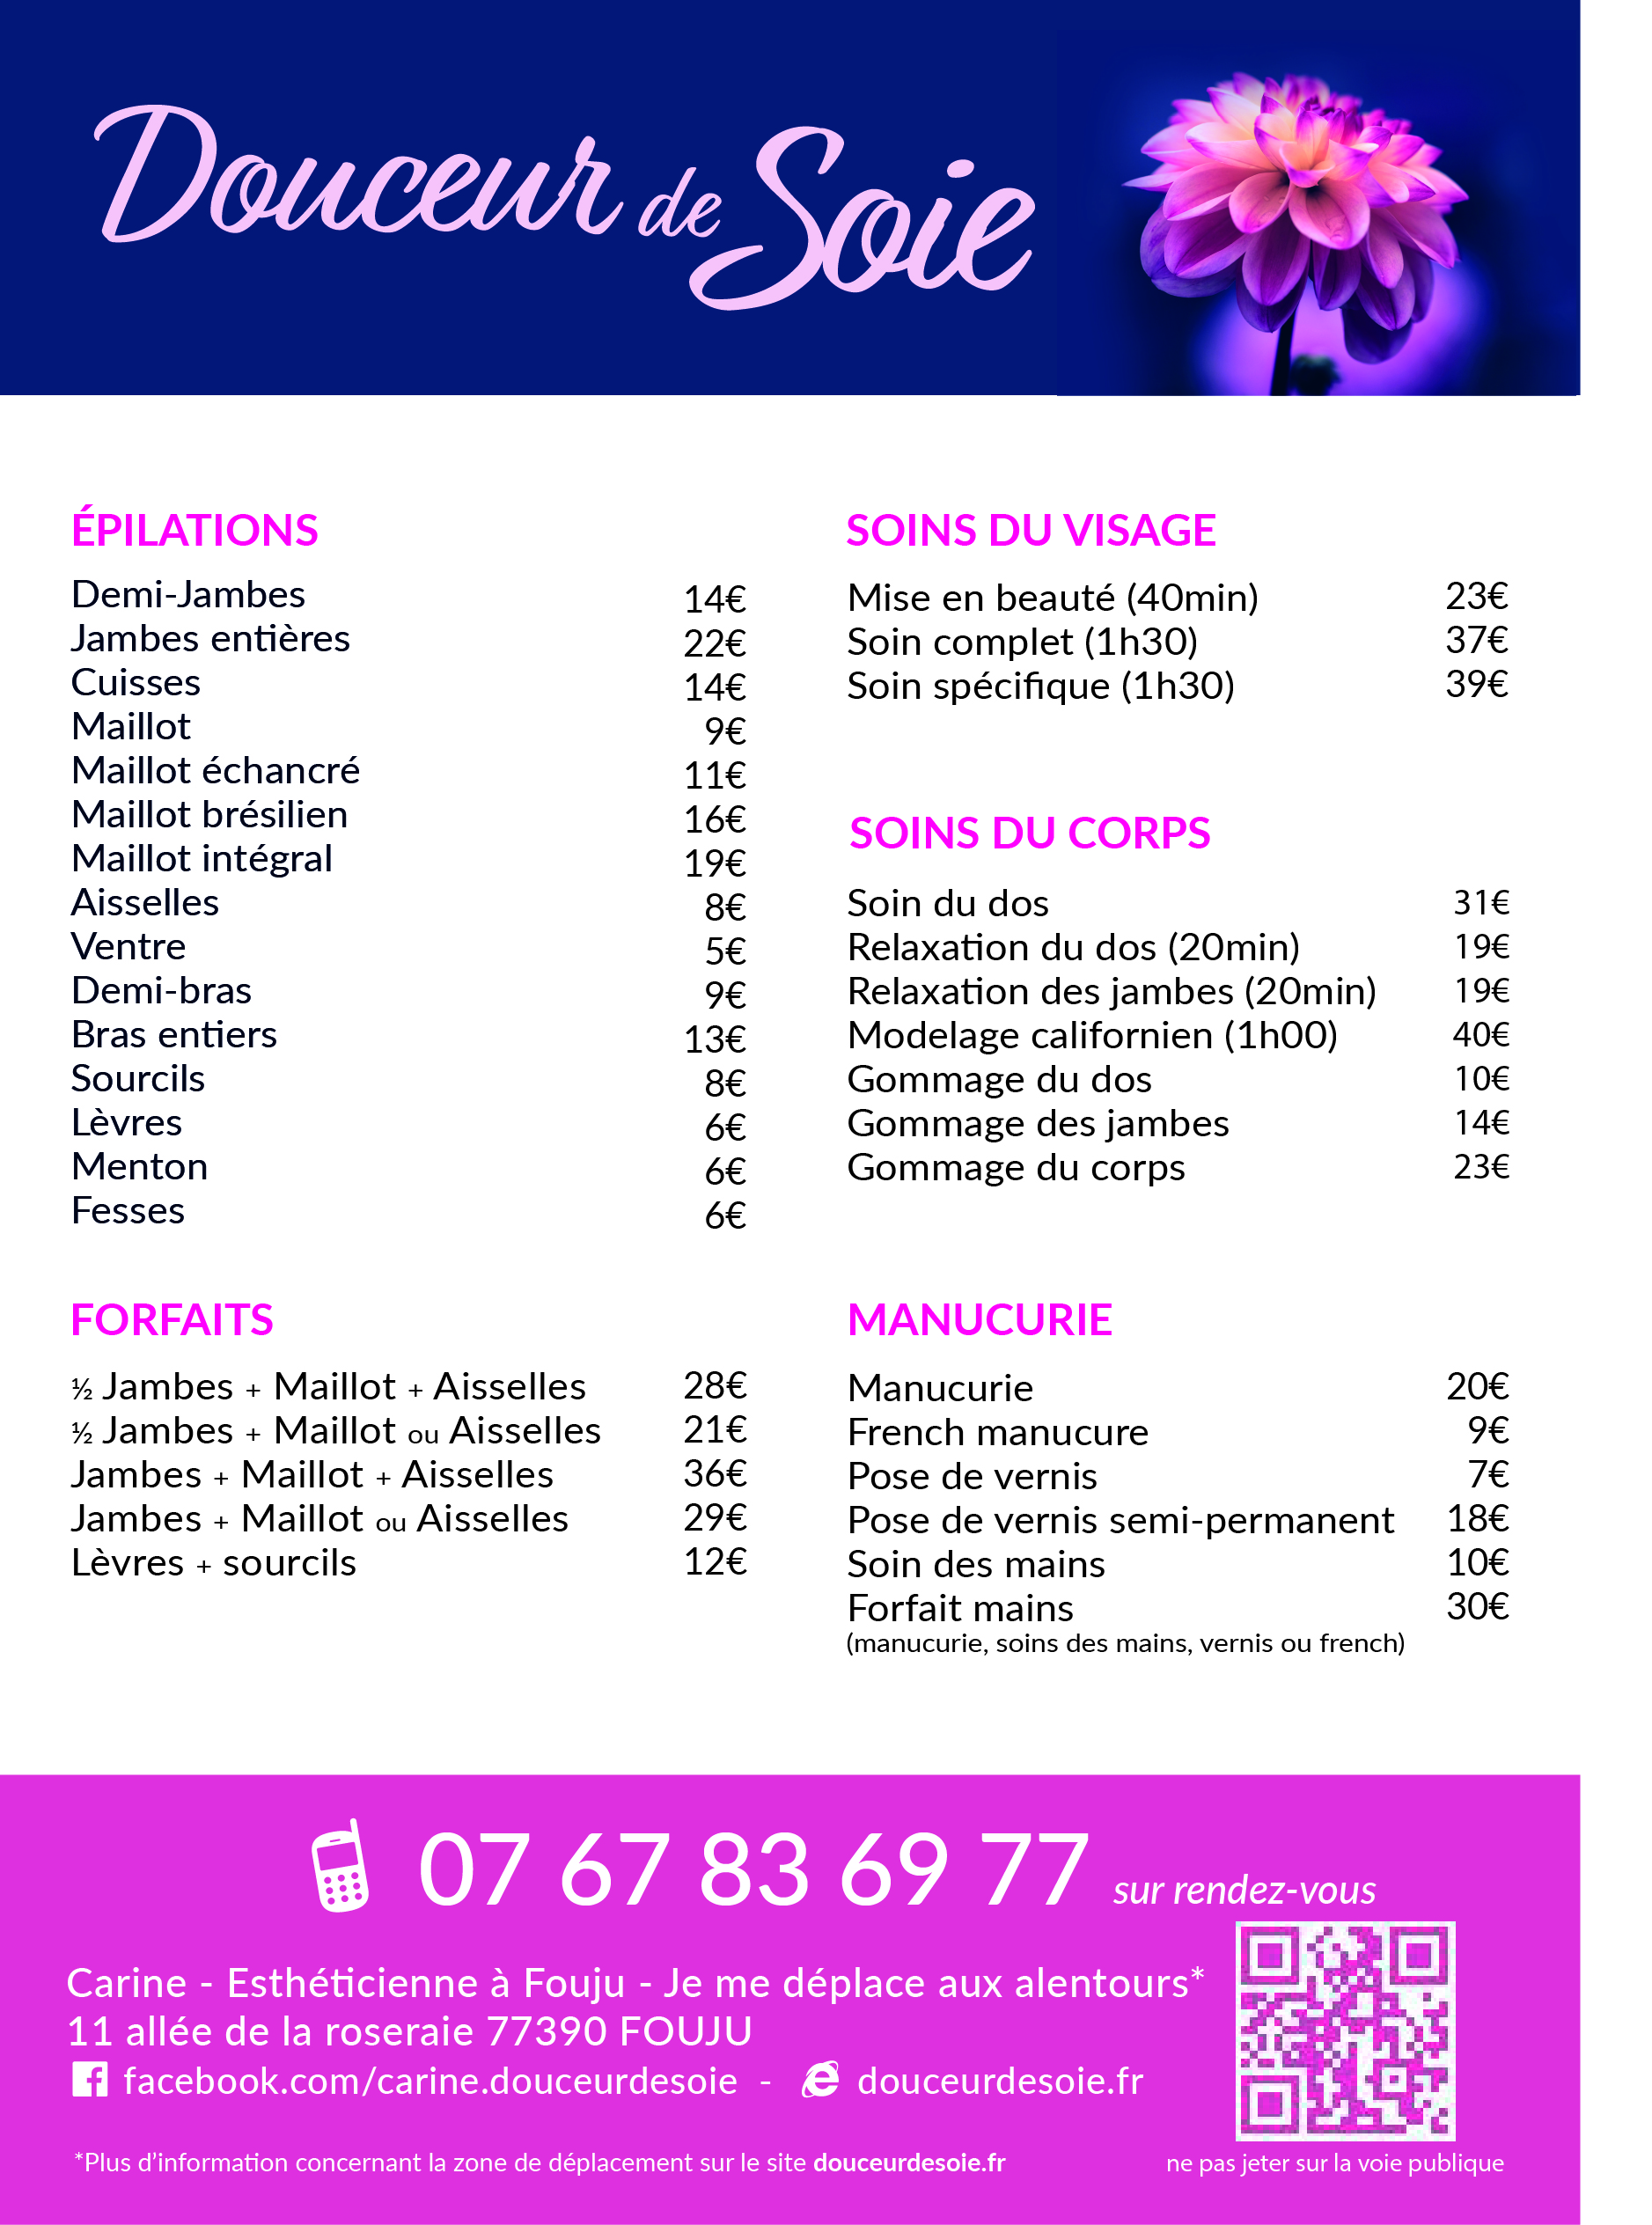 Douceur de Soie
ÉPILATIONS
Demi-Jambes 14€
Jambes entières 22€
Cuisses 14€
Maillot 9€
Maillot échancré 11€
Maillot brésilien 16€
Maillot intégral 19€
Aisselles 8€
Ventre 5€
Demi-bras 9€
Bras entiers 13€
Sourcils 8€
Lèvres 6€
Menton 6€
Fesses 6€
FORFAITS
½ Jambes + Maillot + Aisselles 28€
½ Jambes + Maillot ou Aisselles 21€
Jambes + Maillot + Aisselles 36€
Jambes + Maillot ou Aisselles 29€
Lèvres + sourcils 12€
SOINS DU VISAGE
Mise en beauté (40min) 23€
Soin complet (1h30) 37€
Soin spécifique (1h30) 39€
SOINS DU CORPS
Soin du dos 31€
Relaxation du dos (20min) 19€
Relaxation des jambes (20min) 19€
Modelage californien (1h00) 40€
Gommage du dos 10€
Gommage des jambes 14€
Gommage du corps 23€
MANUCURIE
Manucurie 20€
French manucure 9€
Pose de vernis 7€
Pose de vernis semi-permanent 18€
Soin des mains 10€
Forfait mains 30€
(manucurie, soins des mains, vernis ou french)
07 67 83 69 77 sur rendez-vous
Carine - Esthéticienne à Fouju - Je me déplace aux alentours*
11 allée de la roseraie 77390 FOUJU
facebook.com/carine.douceurdesoie - douceurdesoie.fr
*Plus d’information concernant la zone de déplacement sur le site douceurdesoie.fr
ne pas jeter sur la voie publique